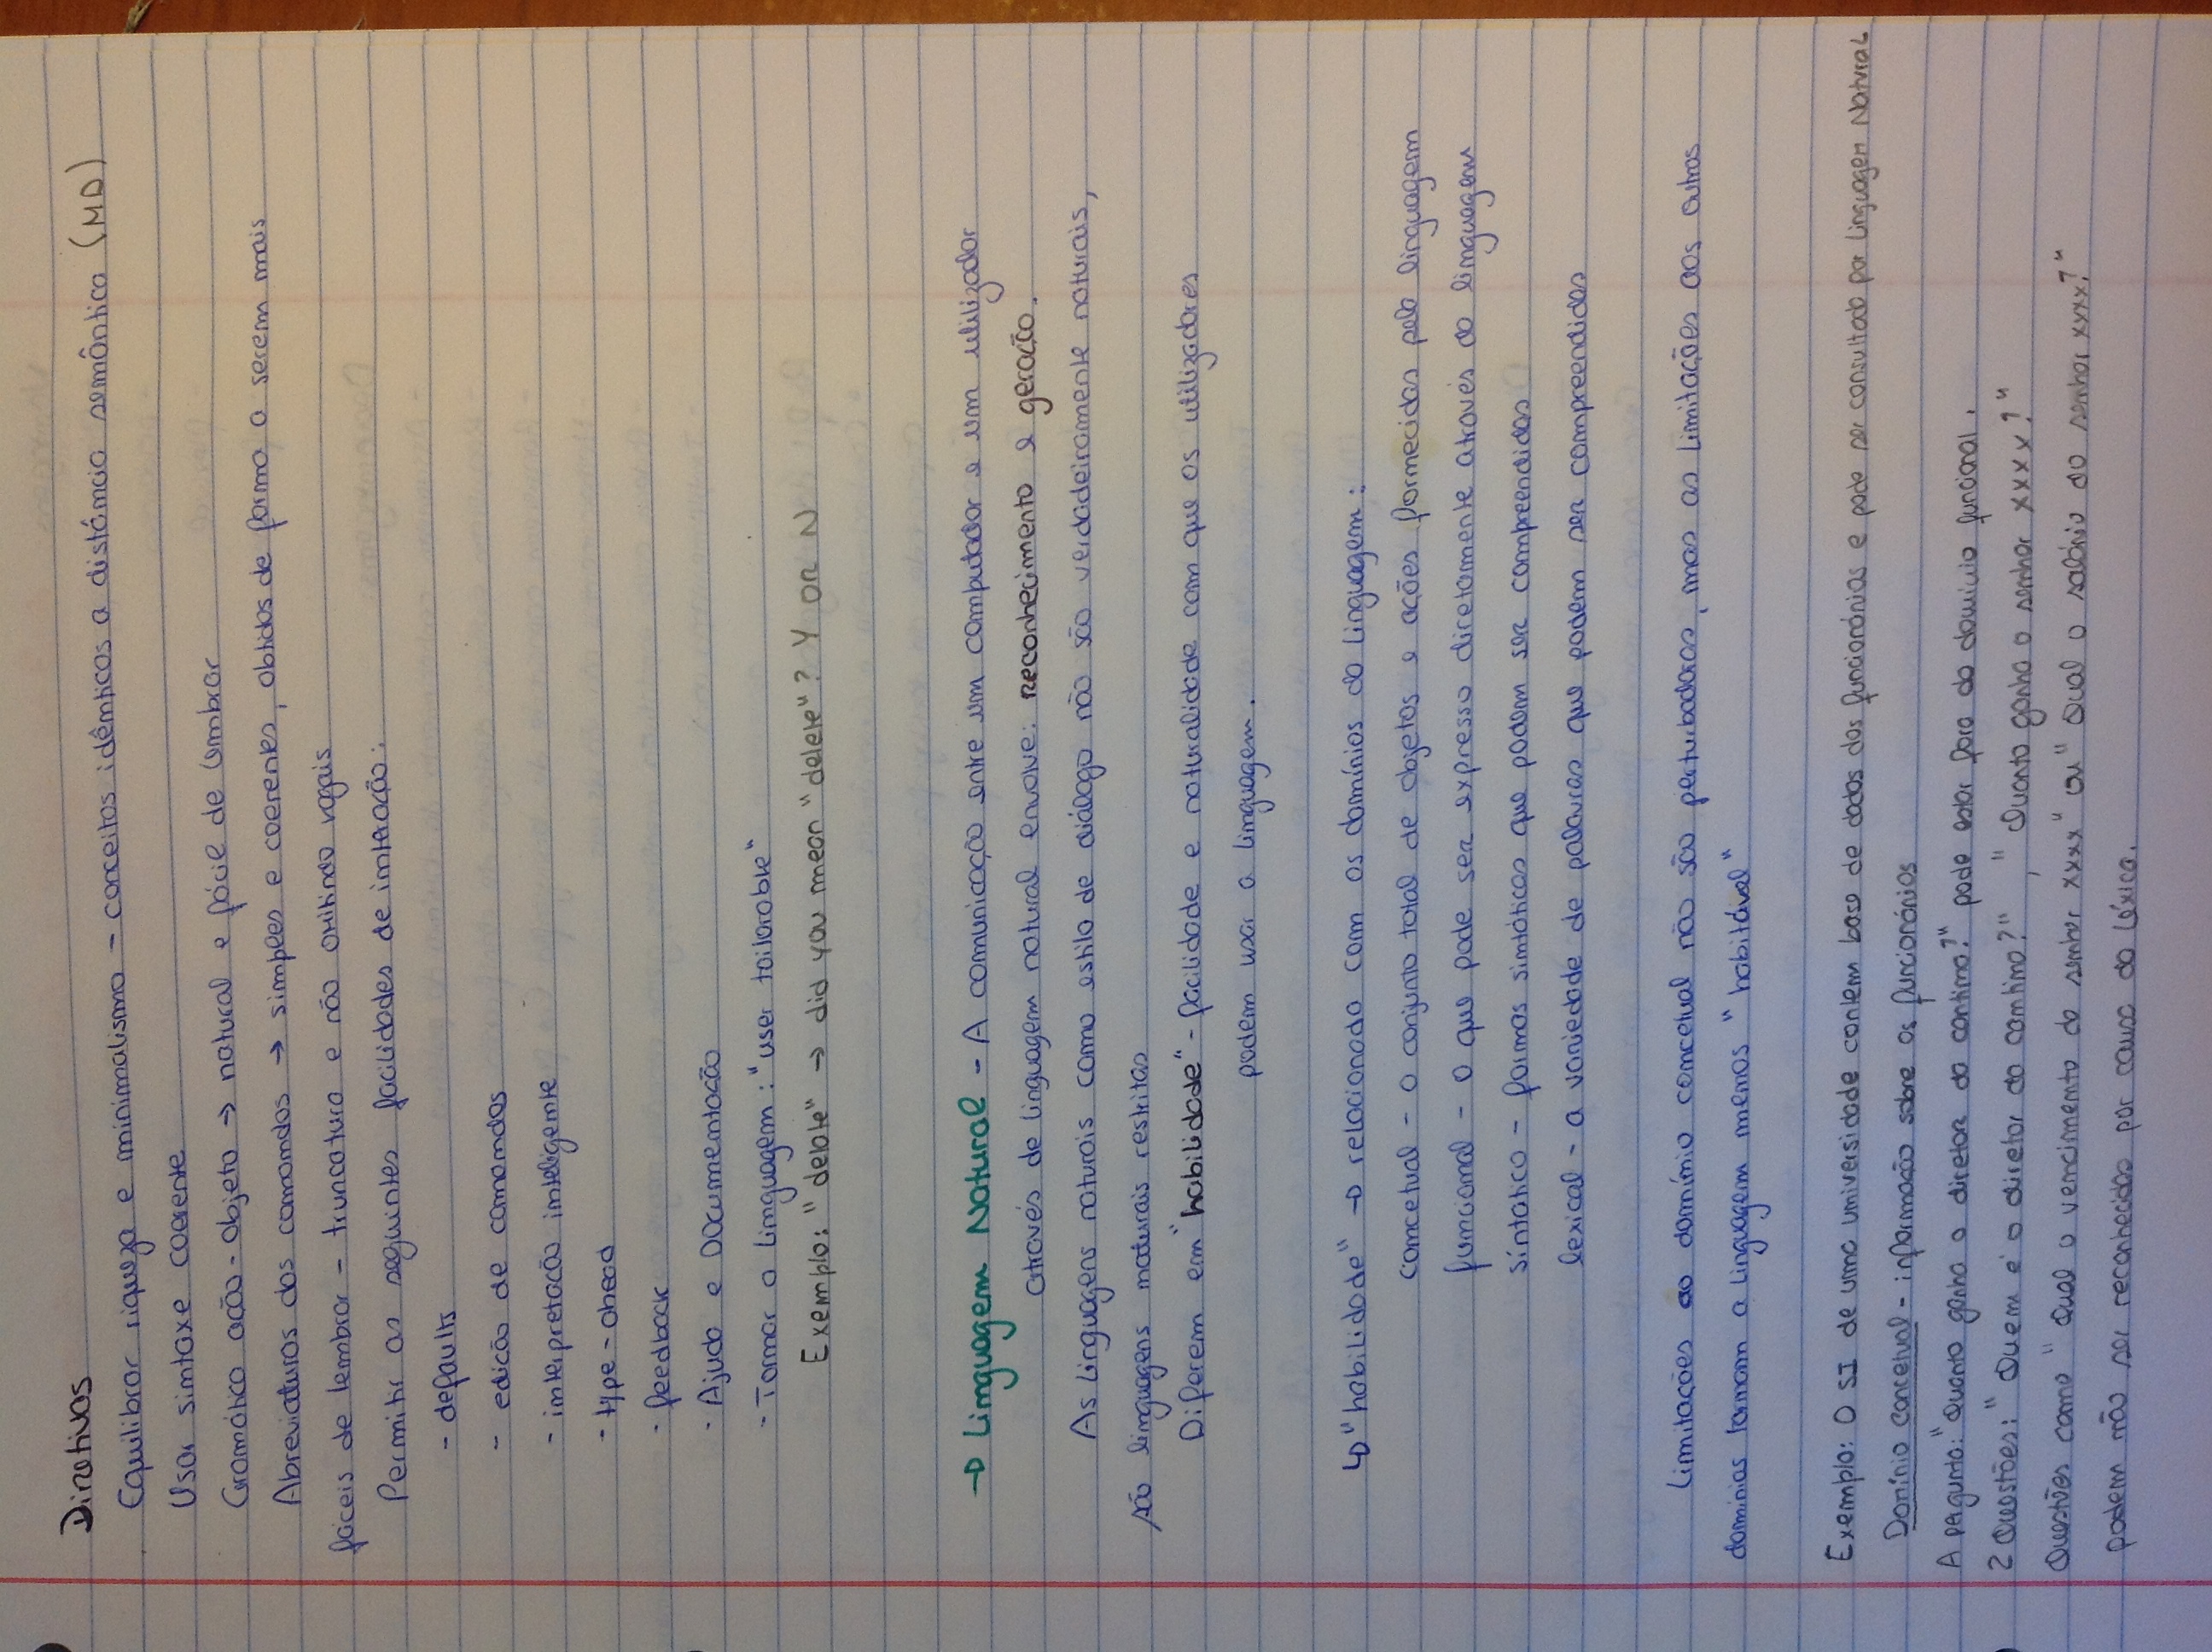 Diretivas
Equilibrar riqueza e minimalismo - conceitos idênticos a distância semântica (MD)
Usar sintaxe coerente
Gramática ação-objeto → natural e fácil de lembrar
Abreviaturas dos comandos → simples e coerentes, obtidos de forma a serem mais
fáceis de lembrar - truncatura e não omitindo vogais
Permitir as seguintes facilidades de interação:
- defaults
- edição de comandos
- interpretação inteligente
- type-ahead
- feedback
- Ajuda e Documentação
- Tornar a linguagem: "user tailorable"
Exemplo: "delate" → did you mean "delete"? Y OR N
→ Linguagem Natural - A comunicação entre um computador e um utilizador
através de linguagem natural envolve: Reconhecimento e geração.
As linguagens naturais como estilo de diálogo não são verdadeiramente naturais,
são linguagens naturais restritas
Diferem em "habilidade" - facilidade e naturalidade com que os utilizadores
podem usar a linguagem.
↳ "habilidade" → relacionada com os domínios da linguagem:
concetual - o conjunto total de objetos e ações fornecidas pela linguagem
funcional - o que pode ser expresso diretamente através da linguagem
sintatico - formas sintáticas que podem ser compreendidas
lexical - a variedade de palavras que podem ser compreendidas
Limitações ao domínio concetual não são perturbadoras, mas as limitações aos outros
domínios tornam a linguagem menos "habitável"
Exemplo: O SI de uma universidade contem base de dados dos funcionários e pode ser consultado por Linguagem Natural
Domínio concetual - informação sobre os funcionários
A pergunta: "Quanto ganha o diretor da cantina?" pode estar fora do domínio funcional.
2 Questões: "Quem é o diretor da cantina?", "Quanto ganha o senhor xxxx?"
Questões como "Qual o vencimento do senhor xxxx" ou "Qual o salário do senhor xxxx?"
podem não ser reconhecidas por causa do léxico.